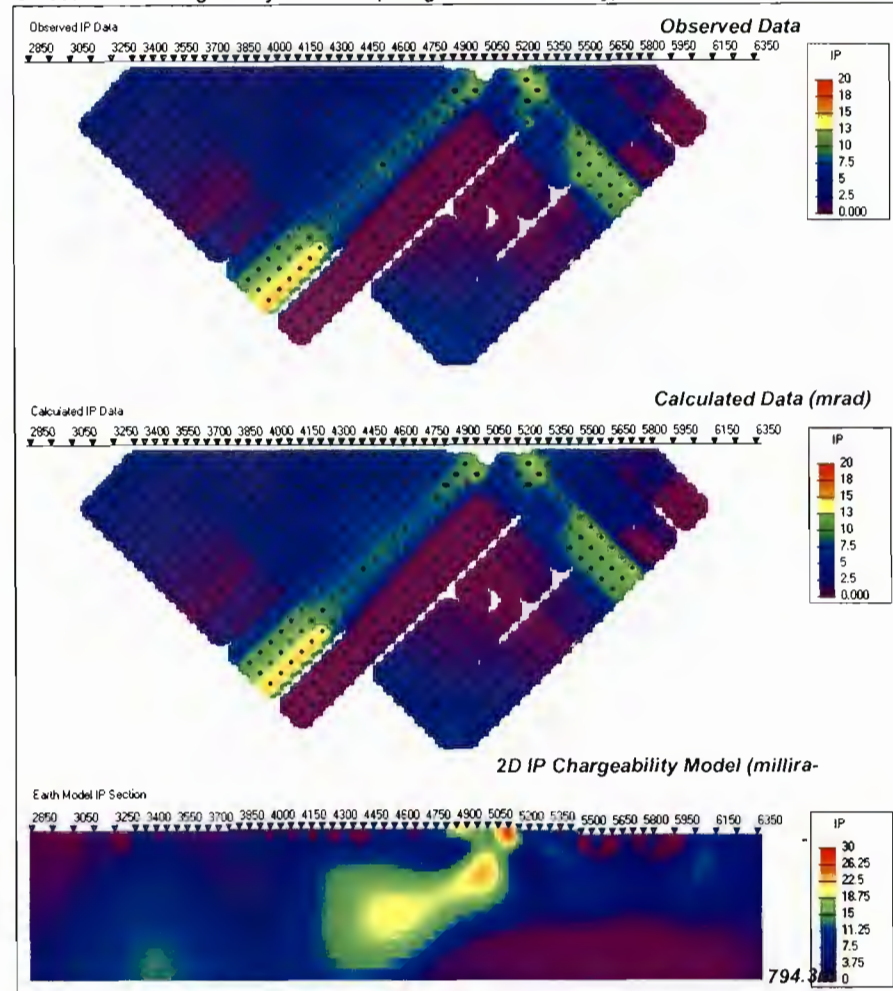 Observed Data
Observed IP Data
2850 3050 3250 3400 3550 3700 3850 4000 4150 4300 4450 4600 4750 4900 5050 5200 5350 5500 5650 5800 5950 6150 6350
IP
20
18
15
13
10
7.5
5
2.5
0.000
Calculated Data (mrad)
Calculated IP Data
2850 3050 3250 3400 3550 3700 3850 4000 4150 4300 4450 4600 4750 4900 5050 5200 5350 5500 5650 5800 5950 6150 6350
IP
20
18
15
13
10
7.5
5
2.5
0.000
2D IP Chargeability Model (millira-
Earth Model IP Section
2850 3050 3250 3400 3550 3700 3850 4000 4150 4300 4450 4600 4750 4900 5050 5200 5350 5500 5650 5800 5950 6150 6350
IP
30
26.25
22.5
18.75
15
11.25
7.5
3.75
0
794.3